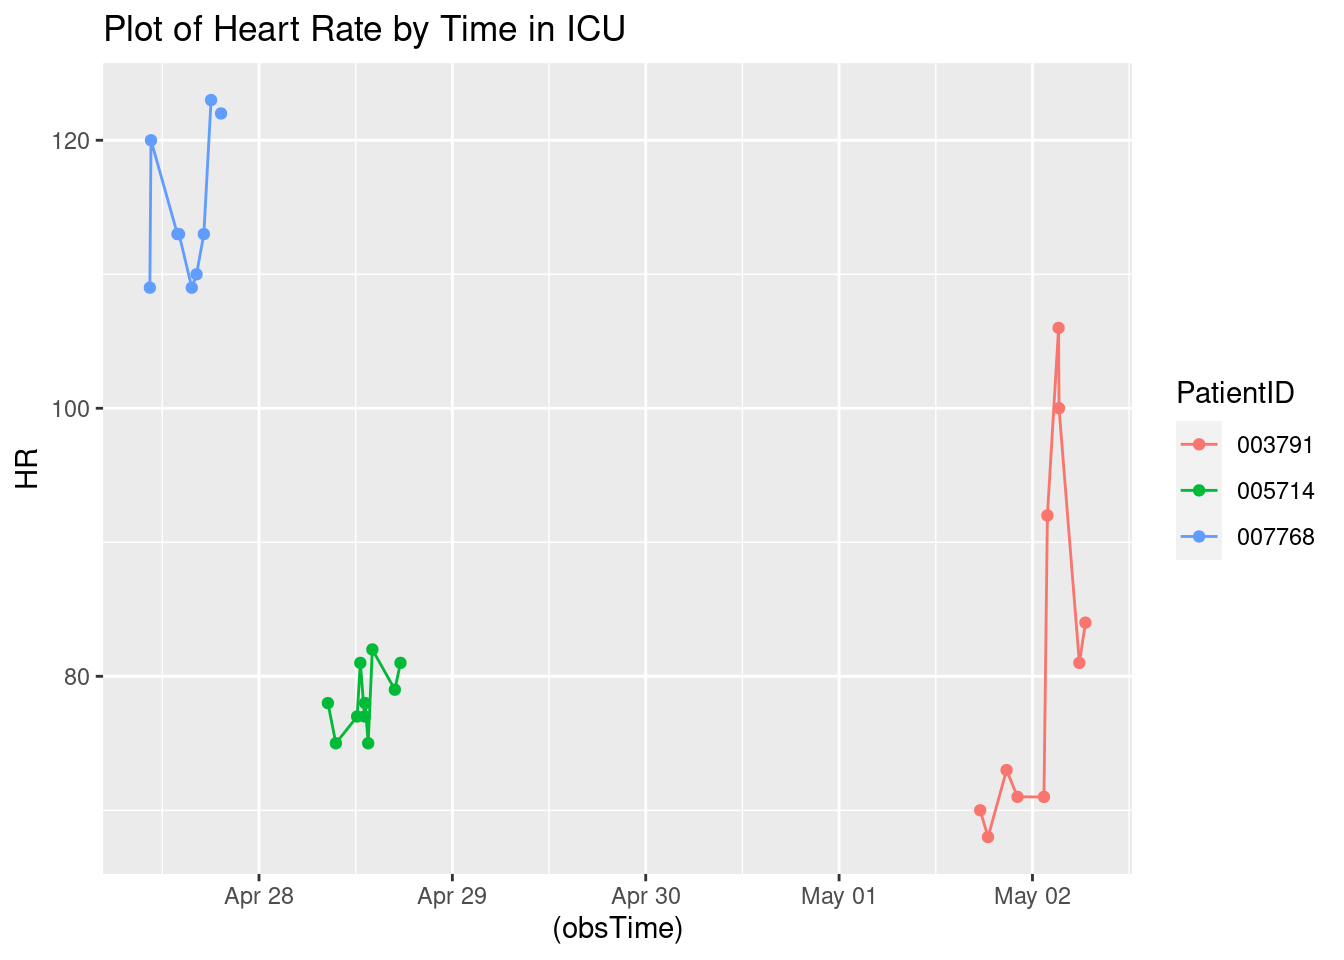 Plot of Heart Rate by Time in ICU
120
100
80
HR
Apr 28
Apr 29
Apr 30
May 01
May 02
(obsTime)
PatientID
003791
005714
007768